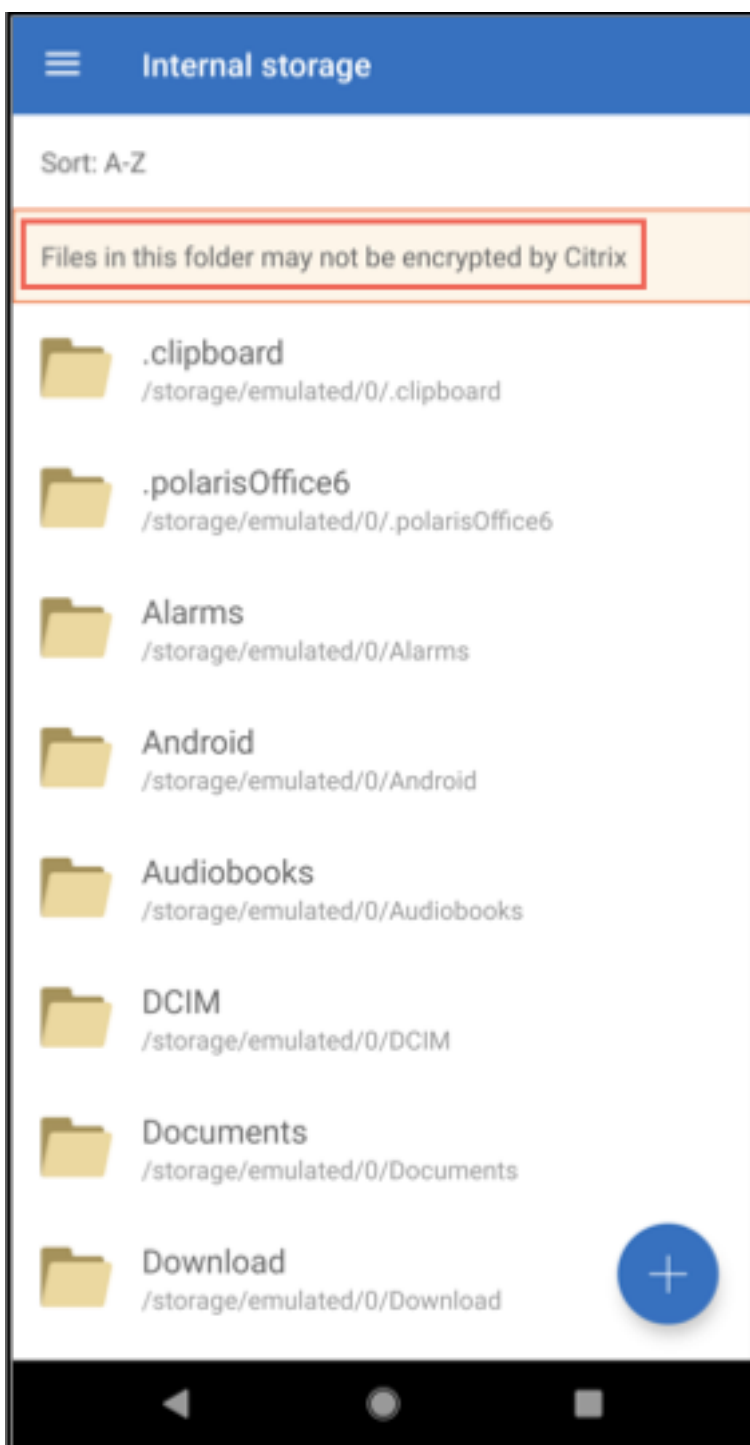 Internal storage
Sort: A-Z
Files in this folder may not be encrypted by Citrix
.clipboard
/storage/emulated/0/.clipboard
.polarisOffice6
/storage/emulated/0/.polarisOffice6
Alarms
/storage/emulated/0/Alarms
Android
/storage/emulated/0/Android
Audiobooks
/storage/emulated/0/Audiobooks
DCIM
/storage/emulated/0/DCIM
Documents
/storage/emulated/0/Documents
Download
/storage/emulated/0/Download